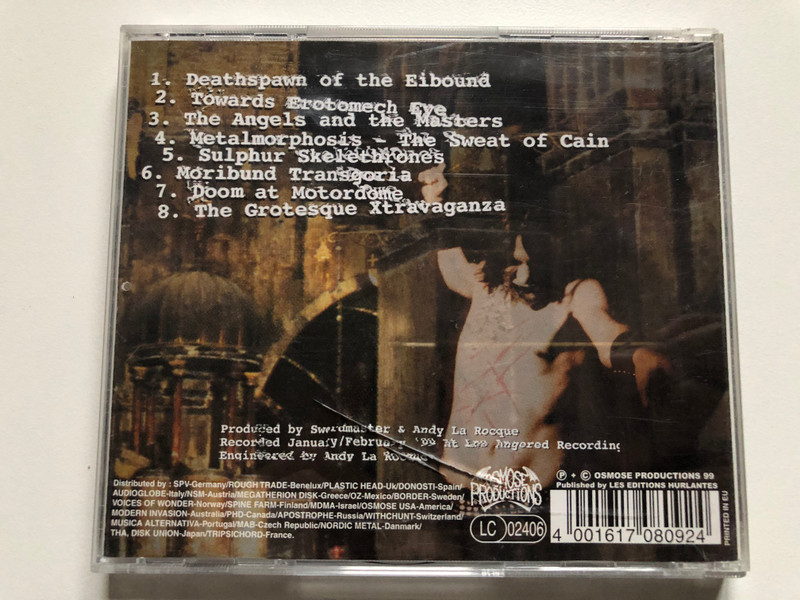 1. Deathspawn of the Eibound
2. Towards Erotomech Eye
3. The Angels and the Masters
4. Metalmorphosis - The Sweat of Cain
5. Sulphur Skelethrones
6. Moribund Transgoria
7. Doom at Motordome
8. The Grotesque Xtravaganza
Produced by Swordmaster & Andy La Rocque
Recorded January/February '99 At Los Angered Recording
Engineered by Andy La Rocque
Distributed by : SPV-Germany/ROUGH TRADE-Benelux/PLASTIC HEAD-Uk/DONOSTI-Spain/
AUDIOGLOBE-Italy/NSM-Austria/MEGATHERION DISK-Greece/OZ-Mexico/BORDER-Sweden/
VOICES OF WONDER-Norway/SPINE FARM-Finland/MDMA-Israel/OSMOSE USA-America/
MODERN INVASION-Australia/PHD-Canada/APOSTROPHE-Russia/WITCHUNT-Switzerland/
MUSICA ALTERNATIVA-Portugal/MAB-Czech Republic/NORDIC METAL-Danmark/
THA, DISK UNION-Japan/TRIPSICHORD-France.
OSMOSE
PRODUCTIONS
LC 02406
P + C OSMOSE PRODUCTIONS 99
Published by LES EDITIONS HURLANTES
4 001617 080924
PRINTED IN EU